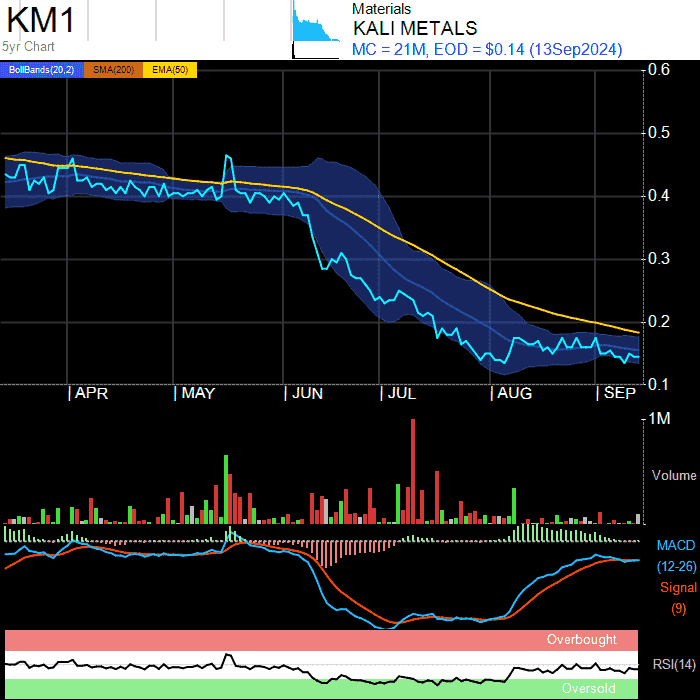 KM1
5yr Chart
Materials
KALI METALS
MC = 21M, EOD = $0.14 (13Sep2024)
BollBands(20,2) SMA(200) EMA(50)
0.6
0.5
0.4
0.3
0.2
0.1
| APR | MAY | JUN | JUL | AUG | SEP
1M
Volume
MACD
(12-26)
Signal
(9)
Overbought
RSI(14)
Oversold